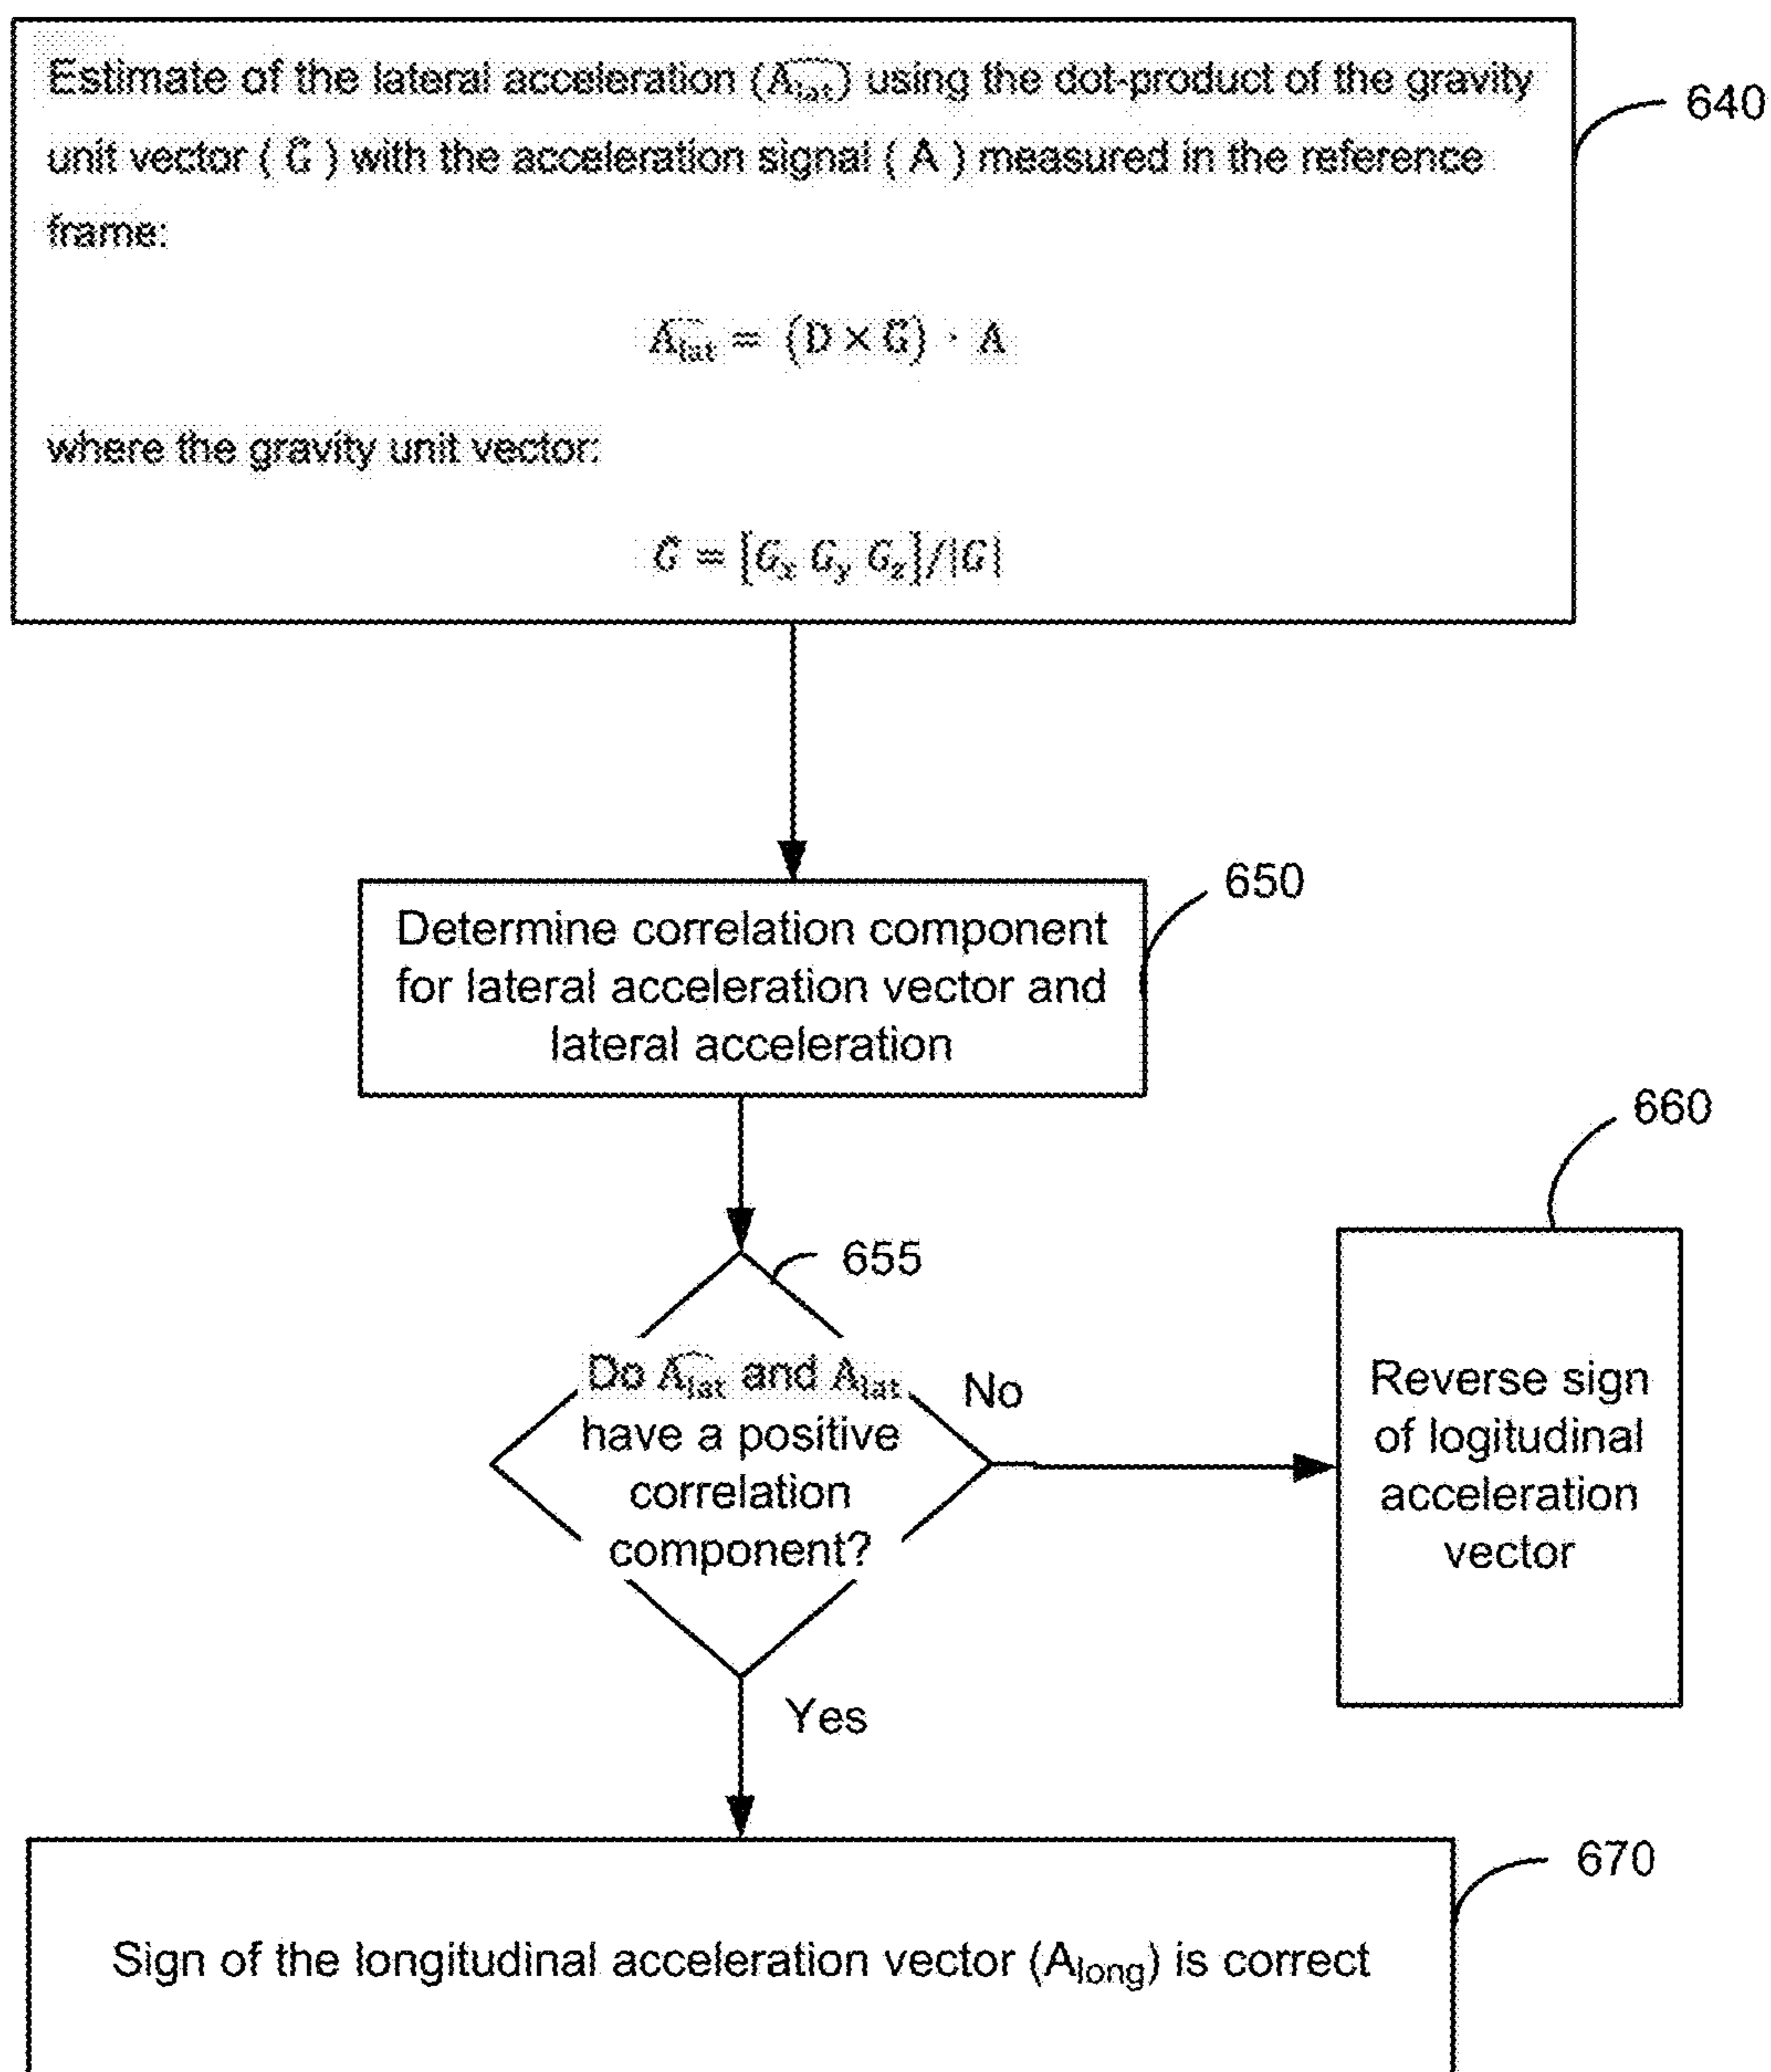 Estimate of the lateral acceleration (A͡lat) using the dot-product of the gravity
640
unit vector ( Ĝ ) with the acceleration signal ( A ) measured in the reference
frame:
A͡lat = (D × Ĝ) · A
where the gravity unit vector:
Ĝ = [Gx Gy Gz]/|G|
650
Determine correlation component
for lateral acceleration vector and
lateral acceleration
660
655
Do A͡lat and Alat
have a positive
correlation
component?
No
Reverse sign
of logitudinal
acceleration
vector
Yes
670
Sign of the longitudinal acceleration vector (Along) is correct